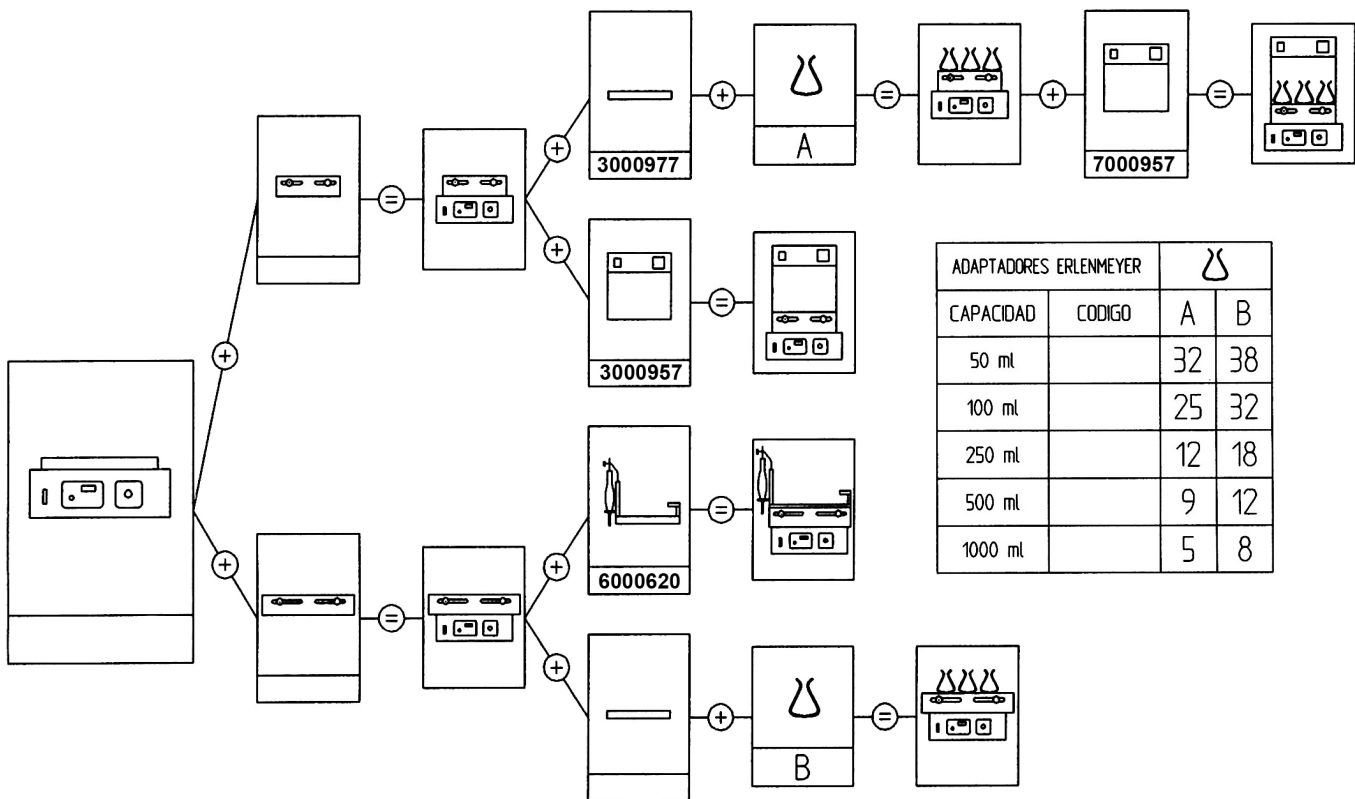 3000977
A
7000957
3000957
6000620
B
ADAPTADORES ERLENMEYER
CAPACIDAD CODIGO A B
50 ml 32 38
100 ml 25 32
250 ml 12 18
500 ml 9 12
1000 ml 5 8